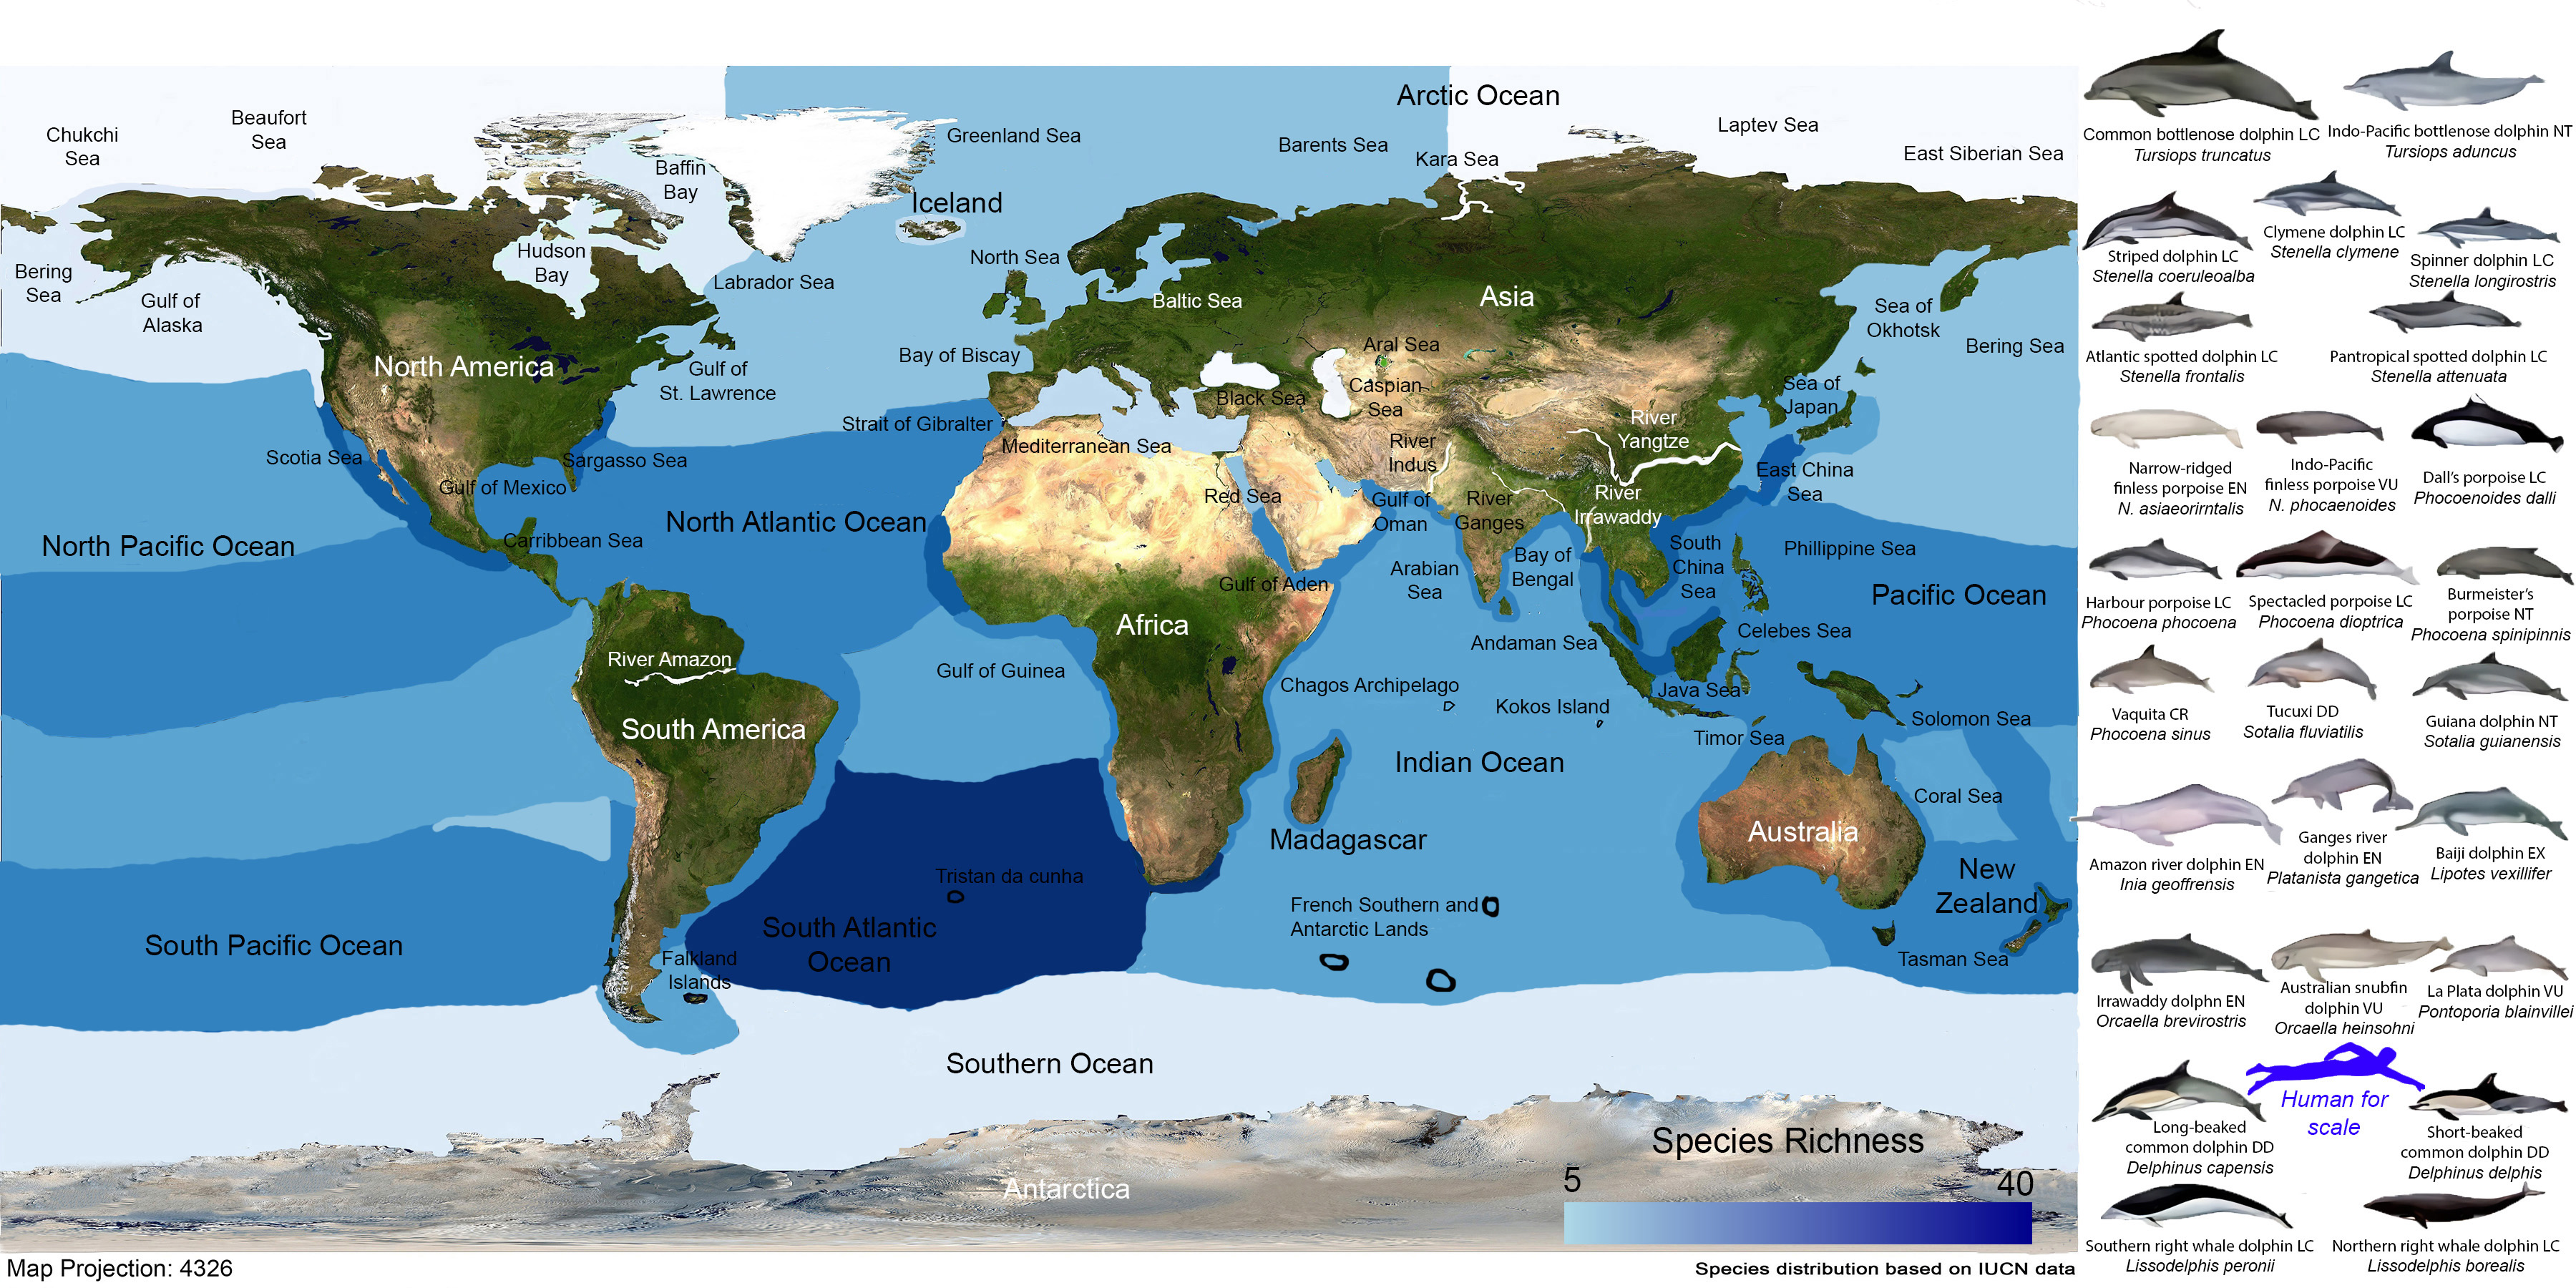 Chukchi
Sea
Beaufort
Sea
Baffin
Bay
Greenland Sea
Arctic Ocean
Barents Sea
Kara Sea
Laptev Sea
East Siberian Sea
Iceland
Hudson
Bay
North Sea
Bering
Sea
Gulf of
Alaska
Labrador Sea
Baltic Sea
Asia
Sea of
Okhotsk
Bering Sea
North America
Gulf of
St. Lawrence
Bay of Biscay
Aral Sea
Caspian
Sea
Black Sea
Sea of
Japan
Strait of Gibralter
Mediterranean Sea
River
Indus
River
Yangtze
Scotia Sea
Sargasso Sea
Gulf of Mexico
East China
Sea
Red Sea
Gulf of
Oman
River
Ganges
River
Irrawaddy
North Pacific Ocean
North Atlantic Ocean
Carribbean Sea
Arabian
Sea
Bay of
Bengal
South
China
Sea
Phillippine Sea
Gulf of Aden
Pacific Ocean
Africa
Andaman Sea
Celebes Sea
River Amazon
Gulf of Guinea
Chagos Archipelago
Kokos Island
Java Sea
Solomon Sea
South America
Timor Sea
Indian Ocean
Coral Sea
Madagascar
Australia
Tristan da cunha
New
Zealand
French Southern and
Antarctic Lands
South Pacific Ocean
South Atlantic
Ocean
Falkland
Islands
Tasman Sea
Southern Ocean
Antarctica
Species Richness
5
40
Map Projection: 4326
Species distribution based on IUCN data
Common bottlenose dolphin LC
Tursiops truncatus
Indo-Pacific bottlenose dolphin NT
Tursiops aduncus
Striped dolphin LC
Stenella coeruleoalba
Clymene dolphin LC
Stenella clymene
Spinner dolphin LC
Stenella longirostris
Atlantic spotted dolphin LC
Stenella frontalis
Pantropical spotted dolphin LC
Stenella attenuata
Narrow-ridged
finless porpoise EN
N. asiaeorirntalis
Indo-Pacific
finless porpoise VU
N. phocaenoides
Dall's porpoise LC
Phocoenoides dalli
Harbour porpoise LC
Phocoena phocoena
Spectacled porpoise LC
Phocoena dioptrica
Burmeister's
porpoise NT
Phocoena spinipinnis
Vaquita CR
Phocoena sinus
Tucuxi DD
Sotalia fluviatilis
Guiana dolphin NT
Sotalia guianensis
Amazon river dolphin EN
Inia geoffrensis
Ganges river
dolphin EN
Platanista gangetica
Baiji dolphin EX
Lipotes vexillifer
Irrawaddy dolphn EN
Orcaella brevirostris
Australian snubfin
dolphin VU
Orcaella heinsohni
La Plata dolphin VU
Pontoporia blainvillei
Long-beaked
common dolphin DD
Delphinus capensis
Human for
scale
Short-beaked
common dolphin DD
Delphinus delphis
Southern right whale dolphin LC
Lissodelphis peronii
Northern right whale dolphin LC
Lissodelphis borealis